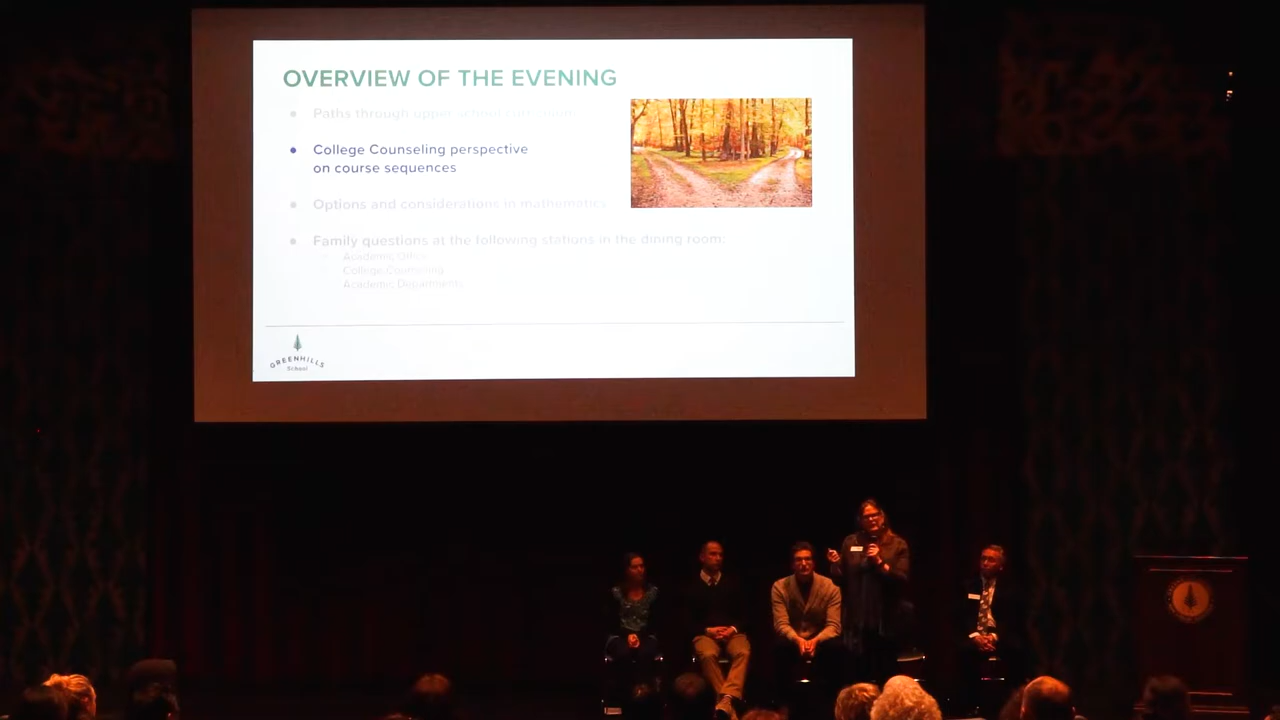 OVERVIEW OF THE EVENING
● Paths through upper school curriculum
● College Counseling perspective
on course sequences
● Options and considerations in mathematics
● Family questions at the following stations in the dining room:
Academic Office
College Counseling
Academic Departments
GREENHILLS
School